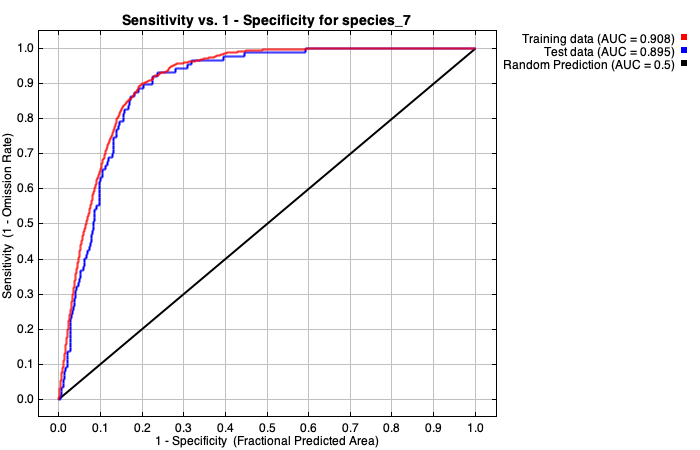 Sensitivity vs. 1 - Specificity for species_7
Training data (AUC = 0.908)
Test data (AUC = 0.895)
Random Prediction (AUC = 0.5)
Sensitivity (1 - Omission Rate)
1.0
0.9
0.8
0.7
0.6
0.5
0.4
0.3
0.2
0.1
0.0
0.0 0.1 0.2 0.3 0.4 0.5 0.6 0.7 0.8 0.9 1.0
1 - Specificity (Fractional Predicted Area)